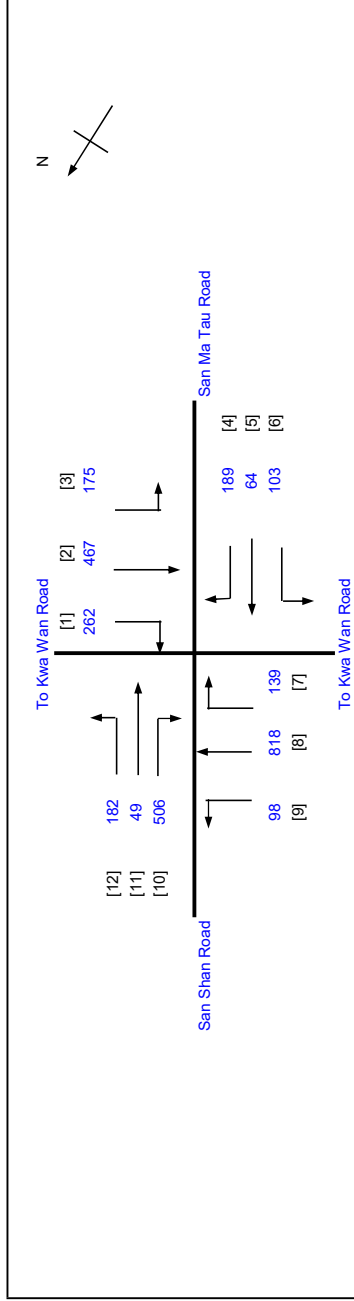 N
To Kwa Wan Road
[1] [2] [3]
262 467 175
182
49
506
[12]
[11]
[10]
San Shan Road
San Ma Tau Road
189 [4]
64 [5]
103 [6]
98 818 139
[9] [8] [7]
To Kwa Wan Road